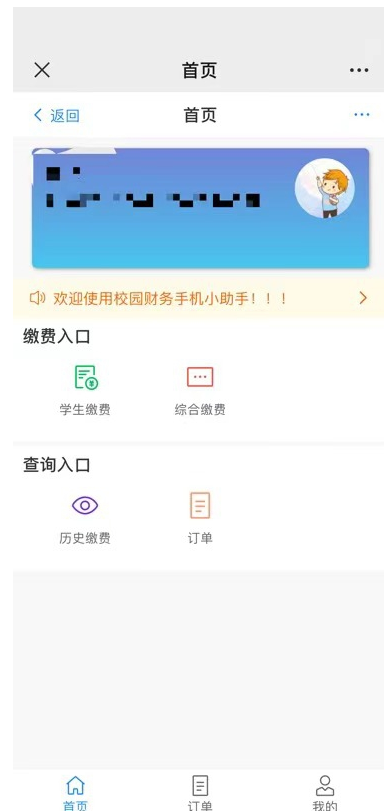 首页
返回
首页
欢迎使用校园财务手机小助手！！！
缴费入口
学生缴费
综合缴费
查询入口
历史缴费
订单
首页
订单
我的